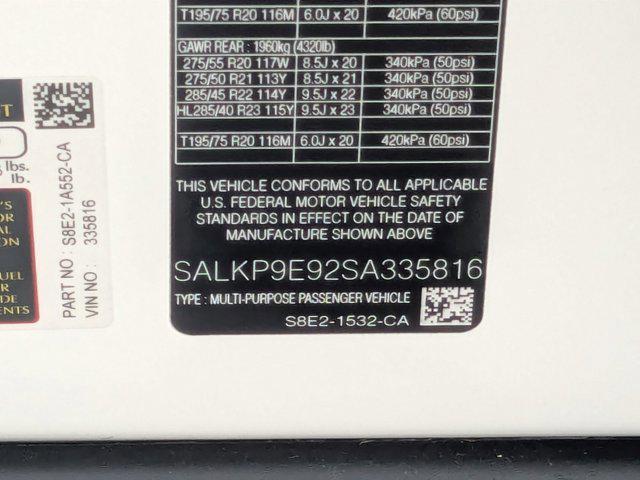 T195/75 R20 116M 6.0J x 20 420kPa (60psi)
GAWR REAR : 1960kg (4320lb)
275/55 R20 117W 8.5J x 20 340kPa (50psi)
275/50 R21 113Y 8.5J x 21 340kPa (50psi)
285/45 R22 114Y 9.5J x 22 340kPa (50psi)
HL285/40 R23 115Y 9.5J x 23 340kPa (50psi)
T195/75 R20 116M 6.0J x 20 420kPa (60psi)
THIS VEHICLE CONFORMS TO ALL APPLICABLE
U.S. FEDERAL MOTOR VEHICLE SAFETY
STANDARDS IN EFFECT ON THE DATE OF
MANUFACTURE SHOWN ABOVE
SALKP9E92SA335816
TYPE : MULTI-PURPOSE PASSENGER VEHICLE
S8E2-1532-CA
PART NO : S8E2-1A552-CA
VIN NO : 335816
lbs.
lb.